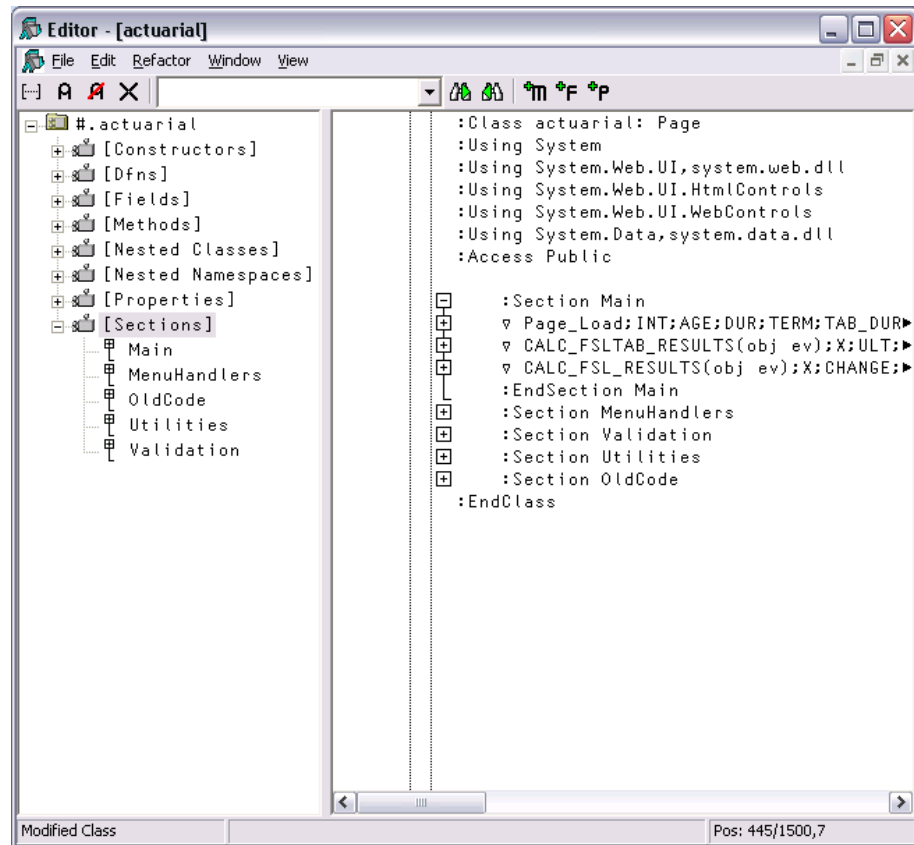 Editor - [actuarial]
File Edit Refactor Window View
A A m F P
#.actuarial
[Constructors]
[Dfns]
[Fields]
[Methods]
[Nested Classes]
[Nested Namespaces]
[Properties]
[Sections]
Main
MenuHandlers
OldCode
Utilities
Validation
:Class actuarial: Page
:Using System
:Using System.Web.UI,system.web.dll
:Using System.Web.UI.HtmlControls
:Using System.Web.UI.WebControls
:Using System.Data,system.data.dll
:Access Public
:Section Main
∇ Page_Load;INT;AGE;DUR;TERM;TAB_DUR
∇ CALC_FSLTAB_RESULTS(obj ev);X;ULT;
∇ CALC_FSL_RESULTS(obj ev);X;CHANGE;
:EndSection Main
:Section MenuHandlers
:Section Validation
:Section Utilities
:Section OldCode
:EndClass
Modified Class
Pos: 445/1500,7